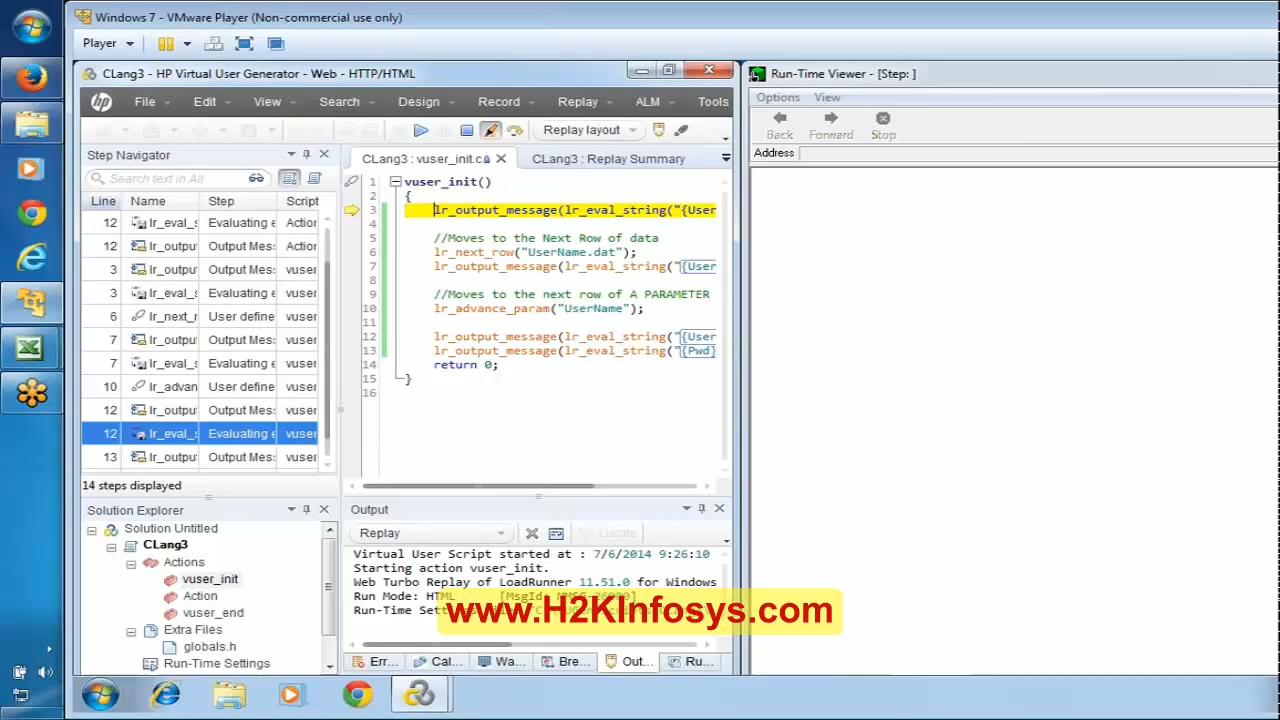 Windows 7 - VMware Player (Non-commercial use only)
Player
CLang3 - HP Virtual User Generator - Web - HTTP/HTML
hp File Edit View Search Design Record Replay ALM Tools
Replay layout
Step Navigator
Search text in All
Line Name Step Script
12 lr_eval_s Evaluating e Action
12 lr_outpu Output Mes: Action
3 lr_outpu Output Mes: vuser
3 lr_eval_s Evaluating e vuser
6 lr_next_r User define vuser
7 lr_outpu Output Mes: vuser
7 lr_eval_s Evaluating e vuser
10 lr_advan User define vuser
12 lr_outpu Output Mes: vuser
12 lr_eval_s Evaluating e vuser
13 lr_outpu Output Mes: vuser
14 steps displayed
Solution Explorer
Solution Untitled
CLang3
Actions
vuser_init
Action
vuser_end
Extra Files
globals.h
Run-Time Settings
CLang3 : vuser_init.c
CLang3 : Replay Summary
1 vuser_init()
2 {
3 lr_output_message(lr_eval_string("{User
4
5 //Moves to the Next Row of data
6 lr_next_row("UserName.dat");
7 lr_output_message(lr_eval_string("{User
8
9 //Moves to the next row of A PARAMETER
10 lr_advance_param("UserName");
11
12 lr_output_message(lr_eval_string("{User
13 lr_output_message(lr_eval_string("{Pwd}
14 return 0;
15 }
16
Output
Replay
Locate
Virtual User Script started at : 7/6/2014 9:26:10
Starting action vuser_init.
Web Turbo Replay of LoadRunner 11.51.0 for Windows
Run Mode: HTML
Run-Time Set
www.H2KInfosys.com
Err... Cal... Wa... Bre... Out... Ru...
Run-Time Viewer - [Step: ]
Options View
Back Forward Stop
Address